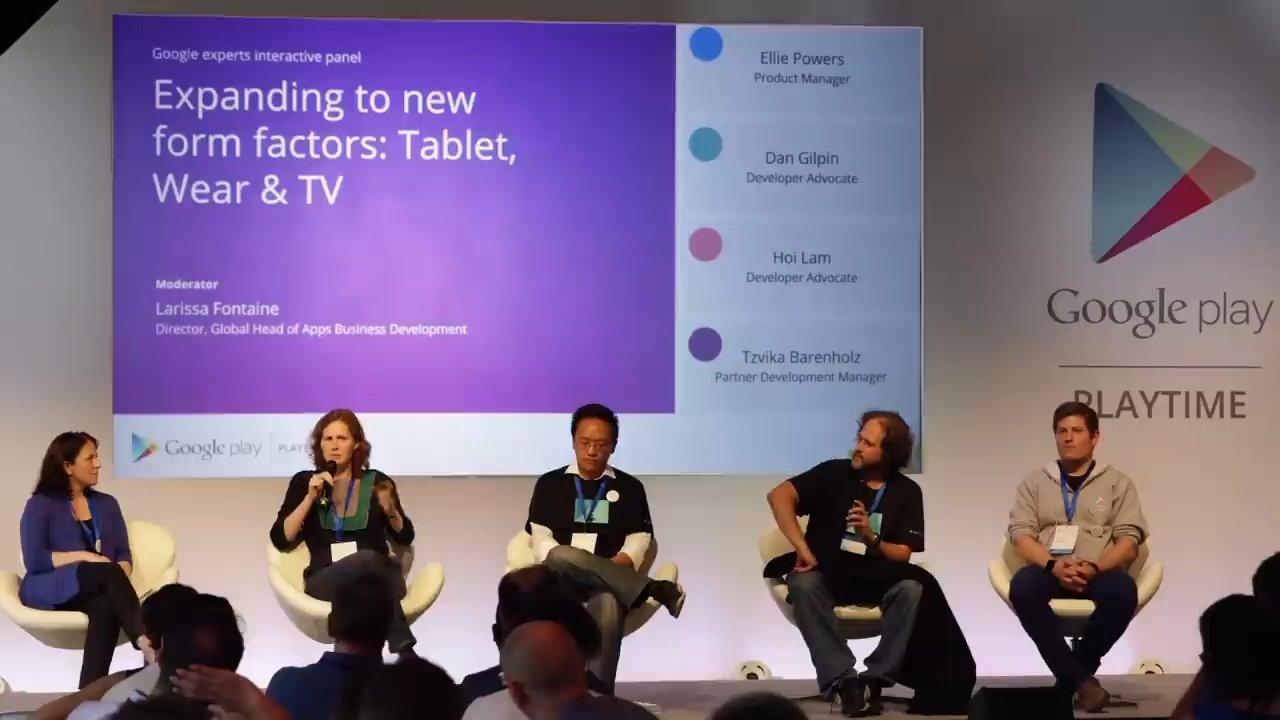 Google experts interactive panel
Expanding to new
form factors: Tablet,
Wear & TV
Moderator
Larissa Fontaine
Director, Global Head of Apps Business Development
Ellie Powers
Product Manager
Dan Gilpin
Developer Advocate
Hoi Lam
Developer Advocate
Tzvika Barenholz
Partner Development Manager
Google play
Google play
PLAYTIME